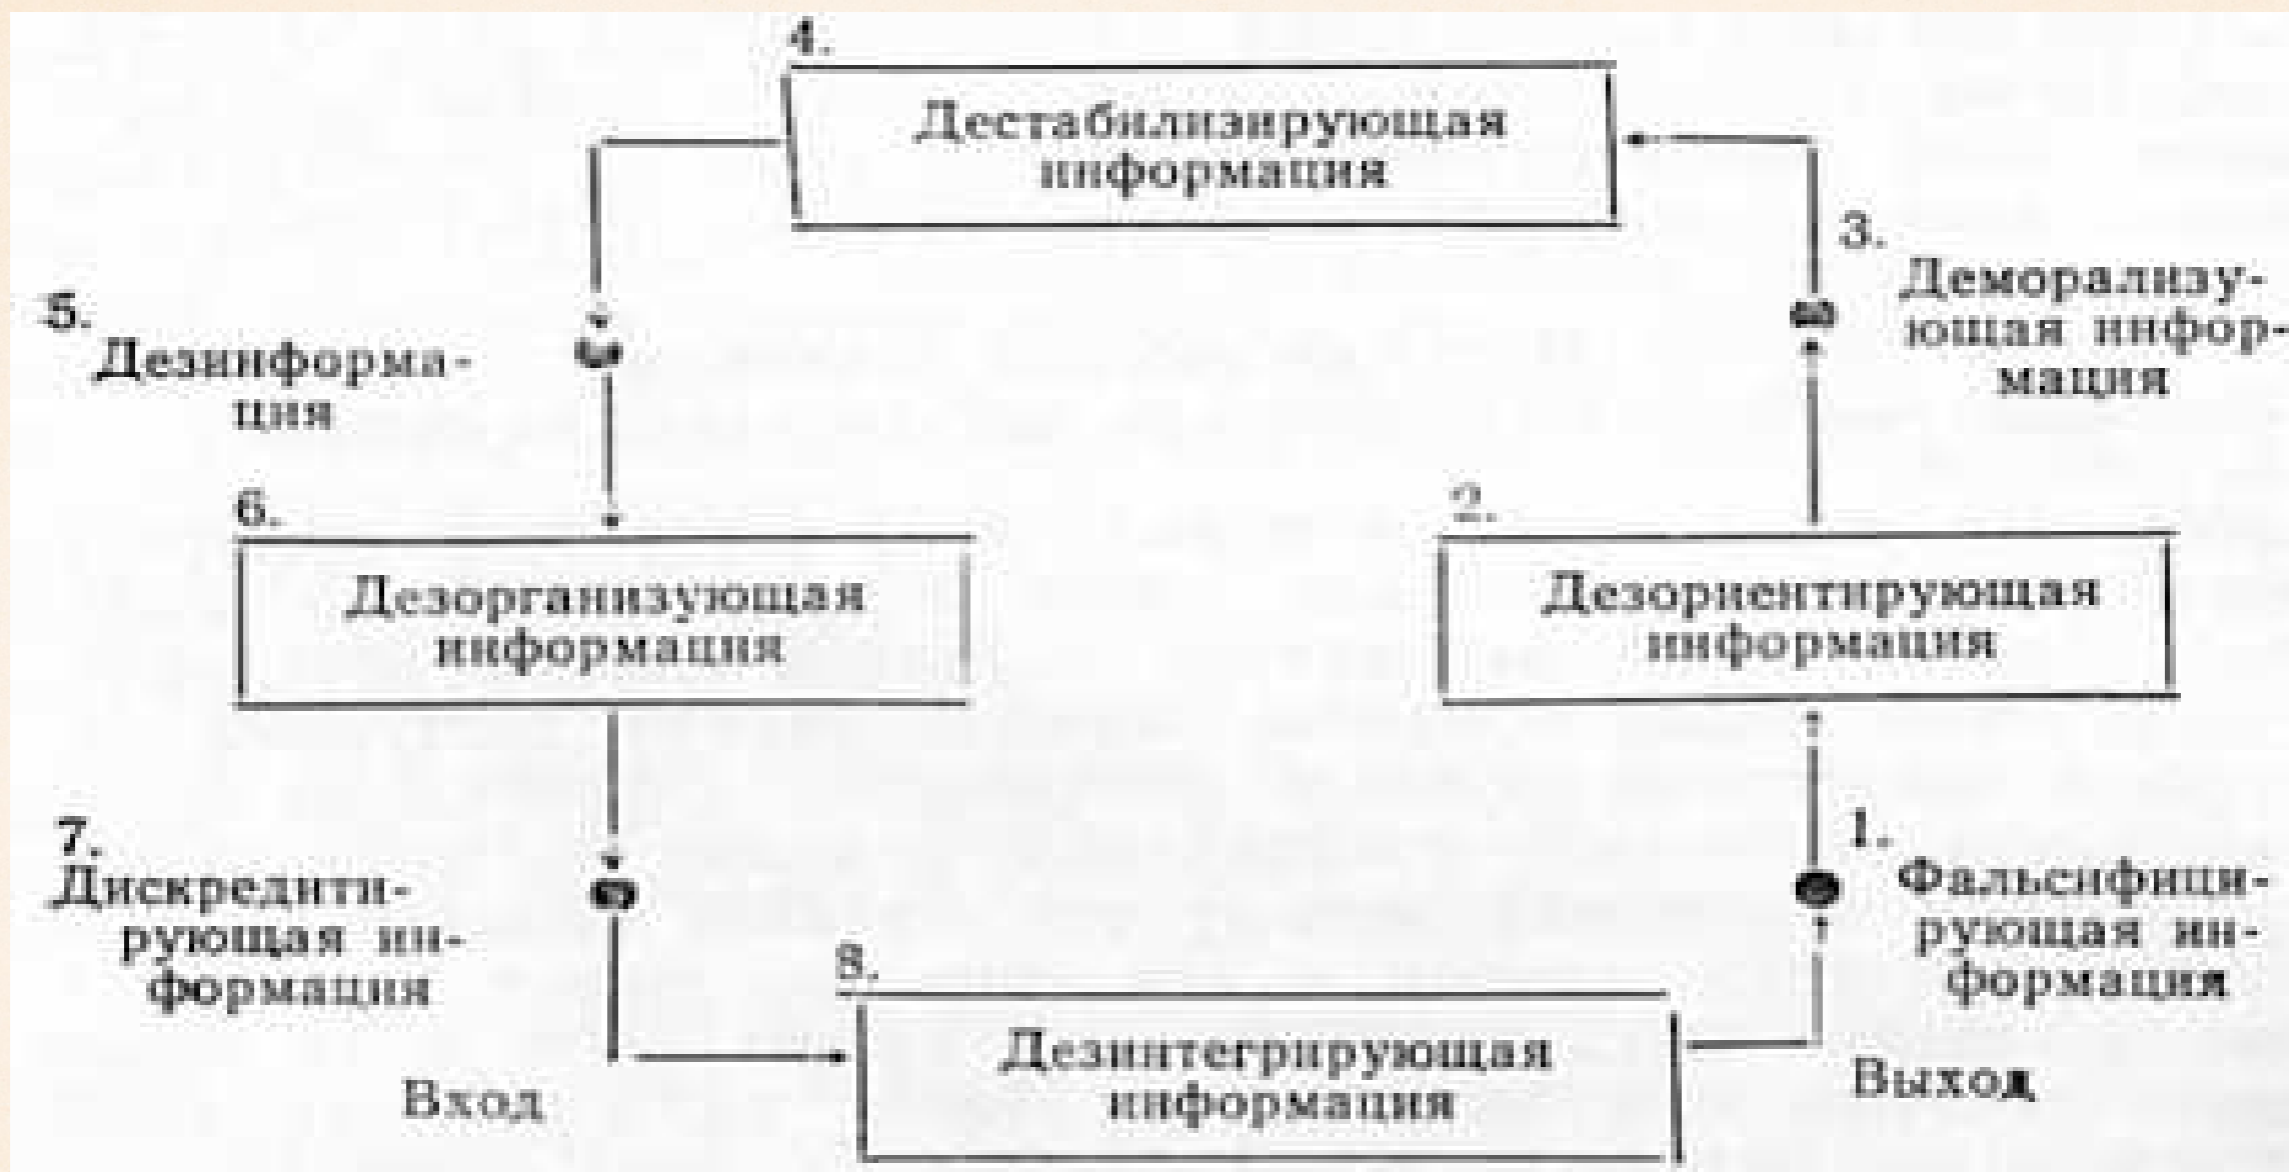 4.
Дестабилизирующая
информация
3.
Деморализу-
ющая инфор-
мация
5.
Дезинформа-
ция
6.
Дезорганизующая
информация
2.
Дезориентирующая
информация
7.
Дискредити-
рующая ин-
формация
1.
Фальсифици-
рующая ин-
формация
8.
Дезинтегрирующая
информация
Вход
Выход